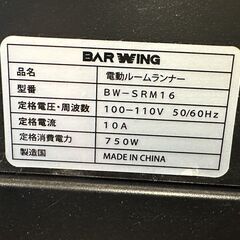 BARWING
品名 電動ルームランナー
型番 BW-SRM16
定格電圧・周波数 100-110V 50/60Hz
定格電流 10A
定格消費電力 750W
製造国 MADE IN CHINA